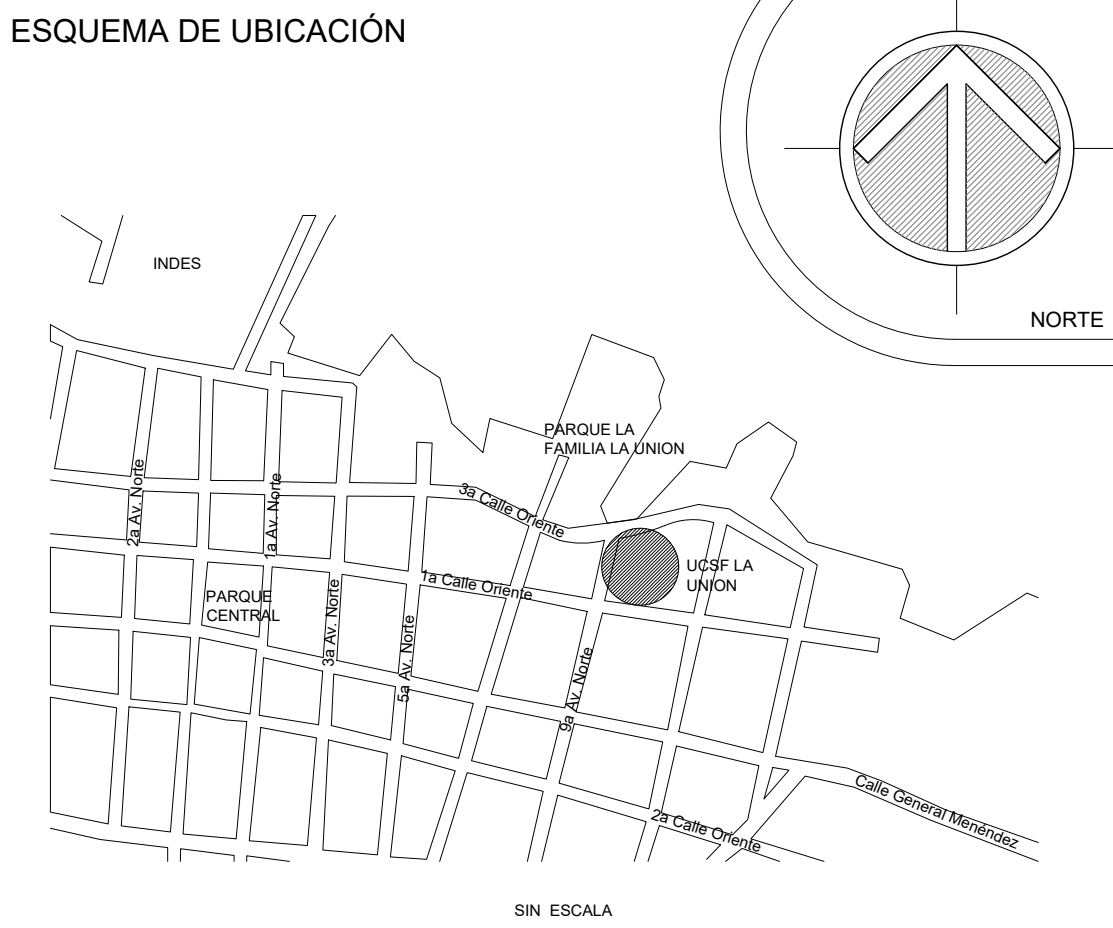 ESQUEMA DE UBICACIÓN
NORTE
INDES
PARQUE LA
FAMILIA LA UNION
3a Calle Oriente
2a Av. Norte
1a Av. Norte
UCSF LA
UNION
1a Calle Oriente
PARQUE
CENTRAL
3a Av. Norte
5a Av. Norte
9a Av. Norte
Calle General Menéndez
2a Calle Oriente
SIN ESCALA